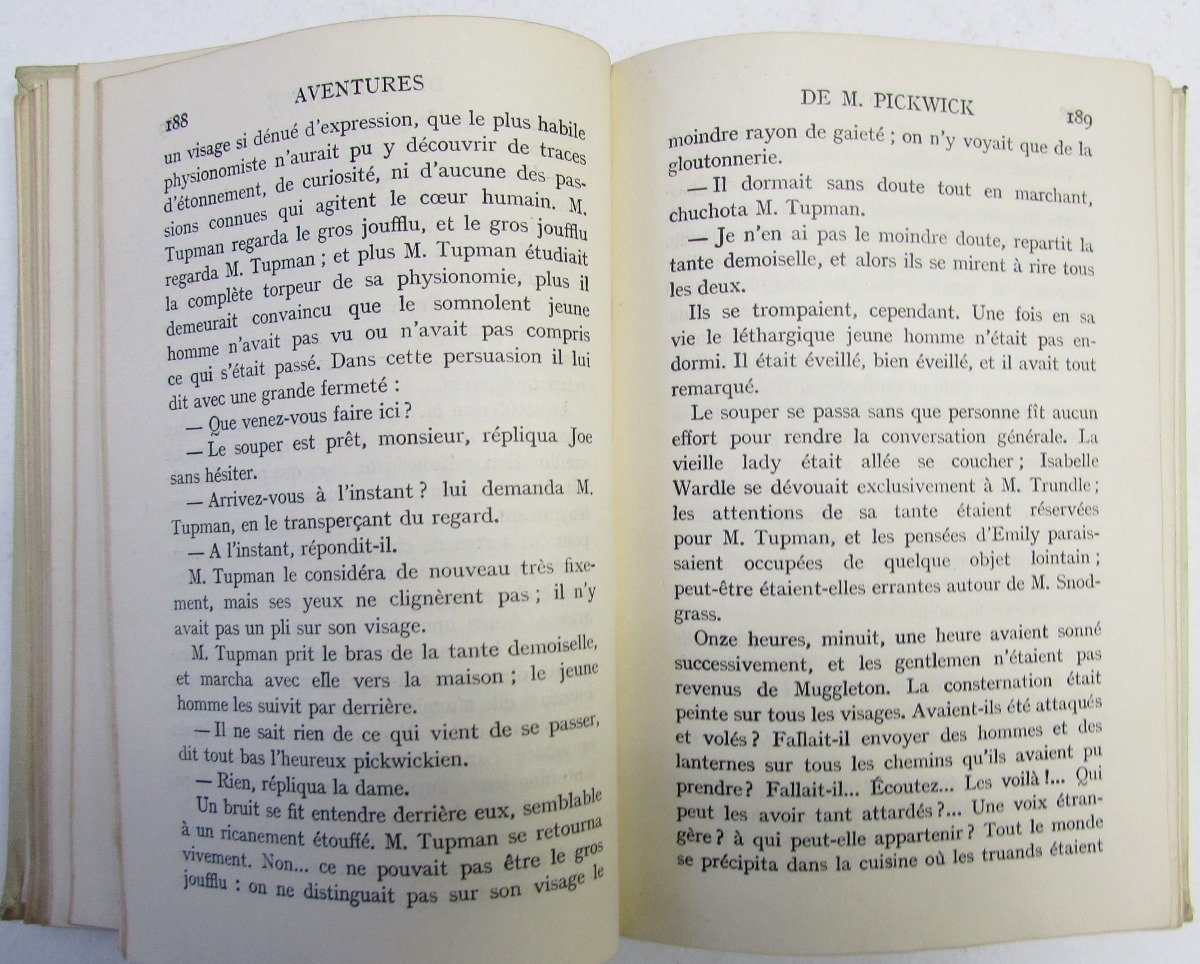 188
AVENTURES
un visage si dénué d'expression, que le plus habile
physionomiste n'aurait pu y découvrir de traces
d'étonnement, de curiosité, ni d'aucune des pas-
sions connues qui agitent le cœur humain. M.
Tupman regarda le gros joufflu, et le gros joufflu
regarda M. Tupman ; et plus M. Tupman étudiait
la complète torpeur de sa physionomie, plus il
demeurait convaincu que le somnolent jeune
homme n'avait pas vu ou n'avait pas compris
ce qui s'était passé. Dans cette persuasion il lui
dit avec une grande fermeté :
— Que venez-vous faire ici ?
— Le souper est prêt, monsieur, répliqua Joe
sans hésiter.
— Arrivez-vous à l'instant ? lui demanda M.
Tupman, en le transperçant du regard.
— A l'instant, répondit-il.
M. Tupman le considéra de nouveau très fixe-
ment, mais ses yeux ne clignèrent pas ; il n'y
avait pas un pli sur son visage.
M. Tupman prit le bras de la tante demoiselle,
et marcha avec elle vers la maison ; le jeune
homme les suivit par derrière.
— Il ne sait rien de ce qui vient de se passer,
dit tout bas l'heureux pickwickien.
— Rien, répliqua la dame.
Un bruit se fit entendre derrière eux, semblable
à un ricanement étouffé. M. Tupman se retourna
vivement. Non... ce ne pouvait pas être le gros
joufflu : on ne distinguait pas sur son visage le
DE M. PICKWICK
189
moindre rayon de gaieté ; on n'y voyait que de la
gloutonnerie.
— Il dormait sans doute tout en marchant,
chuchota M. Tupman.
— Je n'en ai pas le moindre doute, repartit la
tante demoiselle, et alors ils se mirent à rire tous
les deux.
Ils se trompaient, cependant. Une fois en sa
vie le léthargique jeune homme n'était pas en-
dormi. Il était éveillé, bien éveillé, et il avait tout
remarqué.
Le souper se passa sans que personne fît aucun
effort pour rendre la conversation générale. La
vieille lady était allée se coucher ; Isabelle
Wardle se dévouait exclusivement à M. Trundle ;
les attentions de sa tante étaient réservées
pour M. Tupman, et les pensées d'Emily parais-
saient occupées de quelque objet lointain ;
peut-être étaient-elles errantes autour de M. Snod-
grass.
Onze heures, minuit, une heure avaient sonné
successivement, et les gentlemen n'étaient pas
revenus de Muggleton. La consternation était
peinte sur tous les visages. Avaient-ils été attaqués
et volés ? Fallait-il envoyer des hommes et des
lanternes sur tous les chemins qu'ils avaient pu
prendre ? Fallait-il... Écoutez... Les voilà !... Qui
peut les avoir tant attardés ?... Une voix étran-
gère ? à qui peut-elle appartenir ? Tout le monde
se précipita dans la cuisine où les truands étaient